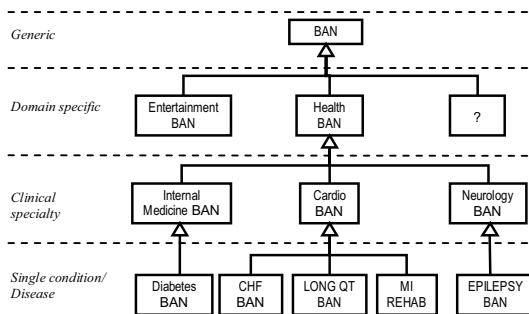 Generic
BAN
Domain specific
Entertainment
BAN
Health
BAN
?
Clinical
specialty
Internal
Medicine BAN
Cardio
BAN
Neurology
BAN
Single condition/
Disease
Diabetes
BAN
CHF
BAN
LONG QT
BAN
MI
REHAB
EPILEPSY
BAN